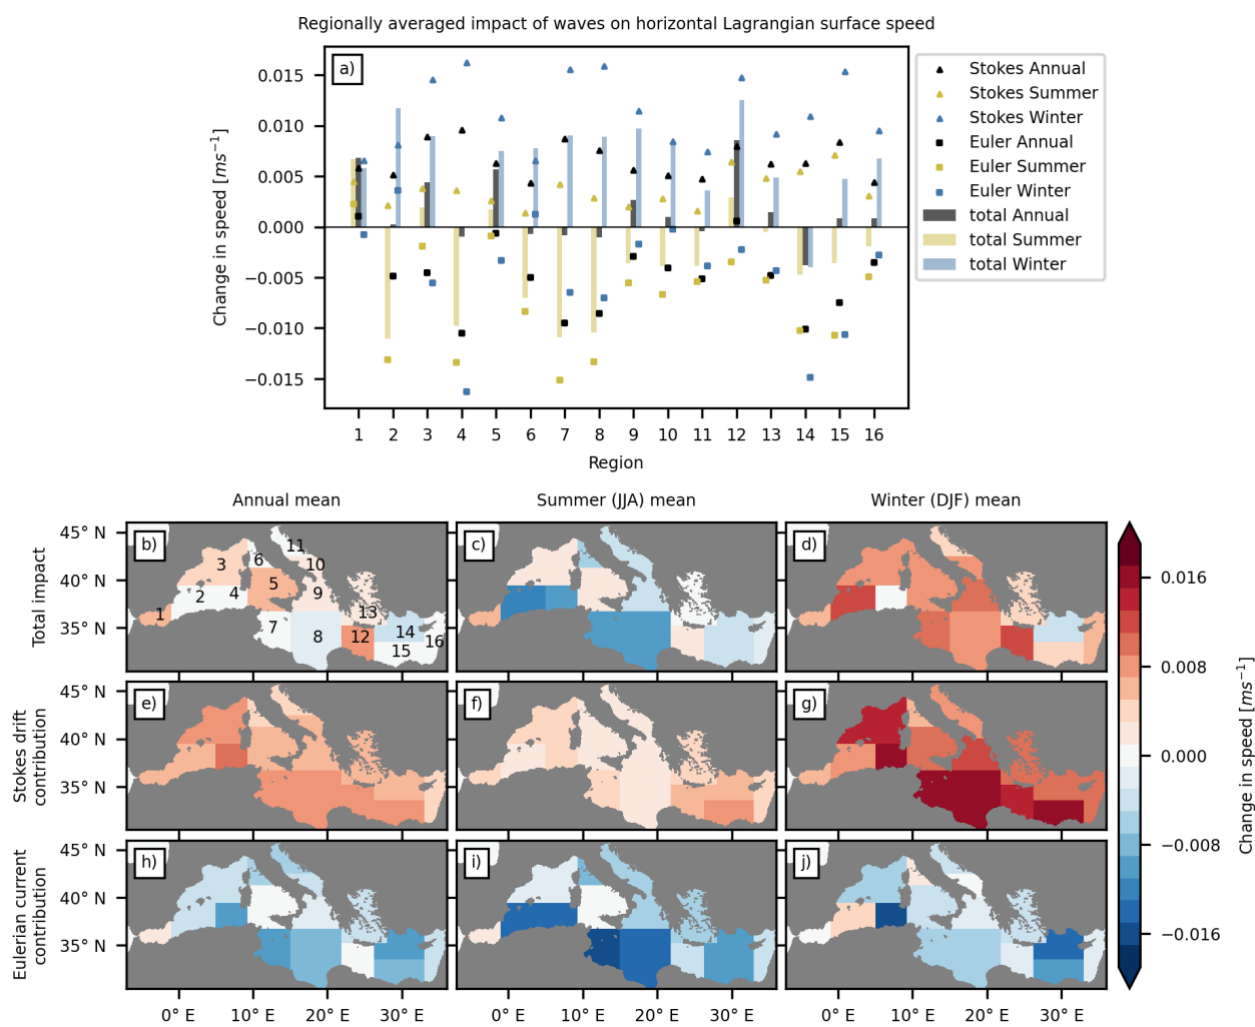 Regionally averaged impact of waves on horizontal Lagrangian surface speed
a)
Change in speed [ms⁻¹]
0.015
0.010
0.005
0.000
−0.005
−0.010
−0.015
1 2 3 4 5 6 7 8 9 10 11 12 13 14 15 16
Region
Stokes Annual
Stokes Summer
Stokes Winter
Euler Annual
Euler Summer
Euler Winter
total Annual
total Summer
total Winter
Annual mean
Summer (JJA) mean
Winter (DJF) mean
Total impact
45° N
40° N
35° N
b)
1 2 3 4 5 6 7 8 9 10 11 12 13 14 15 16
c)
d)
Stokes drift
contribution
45° N
40° N
35° N
e)
f)
g)
Eulerian current
contribution
45° N
40° N
35° N
h)
i)
j)
0° E 10° E 20° E 30° E
0° E 10° E 20° E 30° E
0° E 10° E 20° E 30° E
0.016
0.008
0.000
−0.008
−0.016
Change in speed [ms⁻¹]